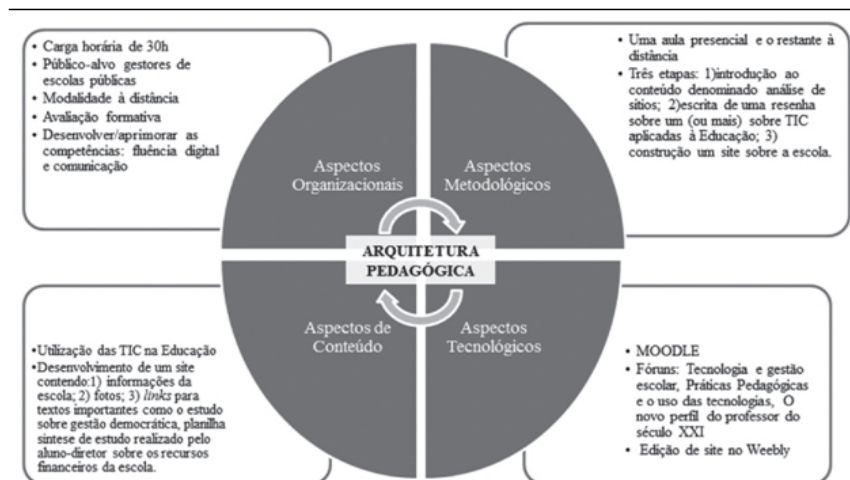 • Carga horária de 30h
• Público-alvo gestores de
escolas públicas
• Modalidade à distância
• Avaliação formativa
• Desenvolver/aprimorar as
competências: fluência digital
e comunicação
• Uma aula presencial e o restante à
distância
• Três etapas: 1)introdução ao
conteúdo denominado análise de
sítios; 2)escrita de uma resenha
sobre um (ou mais) sobre TIC
aplicadas à Educação; 3)
construção um site sobre a escola.
Aspectos
Organizacionais
Aspectos
Metodológicos
ARQUITETURA
PEDAGÓGICA
Aspectos de
Conteúdo
Aspectos
Tecnológicos
•Utilização das TIC na Educação
•Desenvolvimento de um site
contendo:1) informações da
escola; 2) fotos; 3) links para
textos importantes como o estudo
sobre gestão democrática, planilha
síntese de estudo realizado pelo
aluno-diretor sobre os recursos
financeiros da escola.
• MOODLE
• Fóruns: Tecnologia e gestão
escolar, Práticas Pedagógicas
e o uso das tecnologias, O
novo perfil do professor do
século XXI
• Edição de site no Weebly